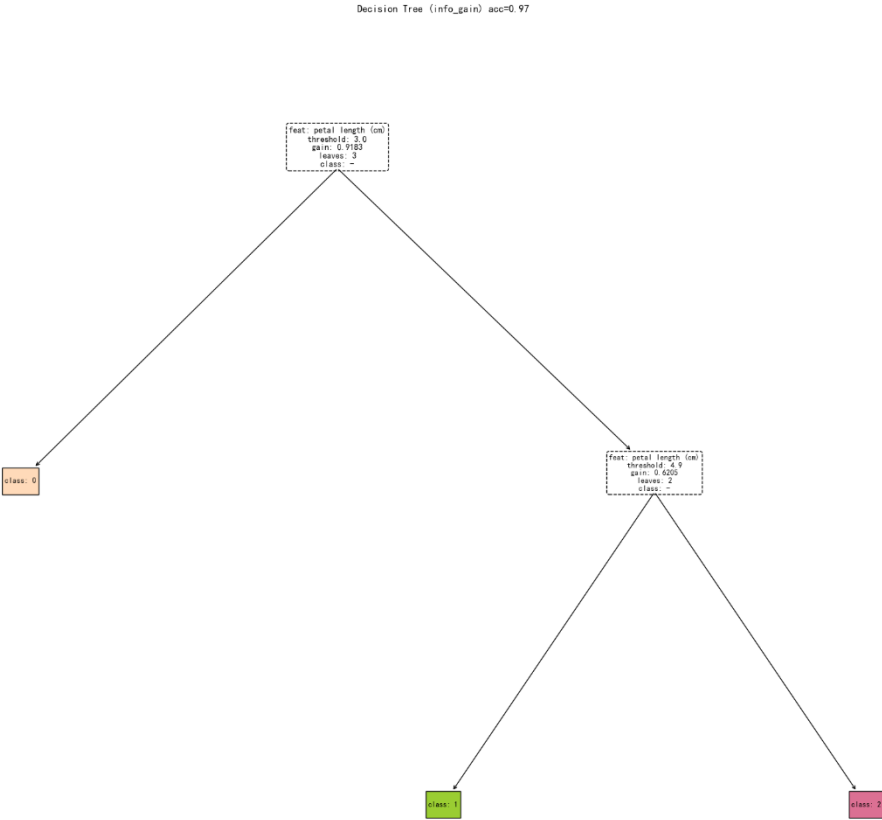 Decision Tree (info_gain) acc=0.97
feat: petal length (cm)
threshold: 3.0
gain: 0.9183
leaves: 3
class: -
class: 0
feat: petal length (cm)
threshold: 4.9
gain: 0.6205
leaves: 2
class: -
class: 1
class: 2